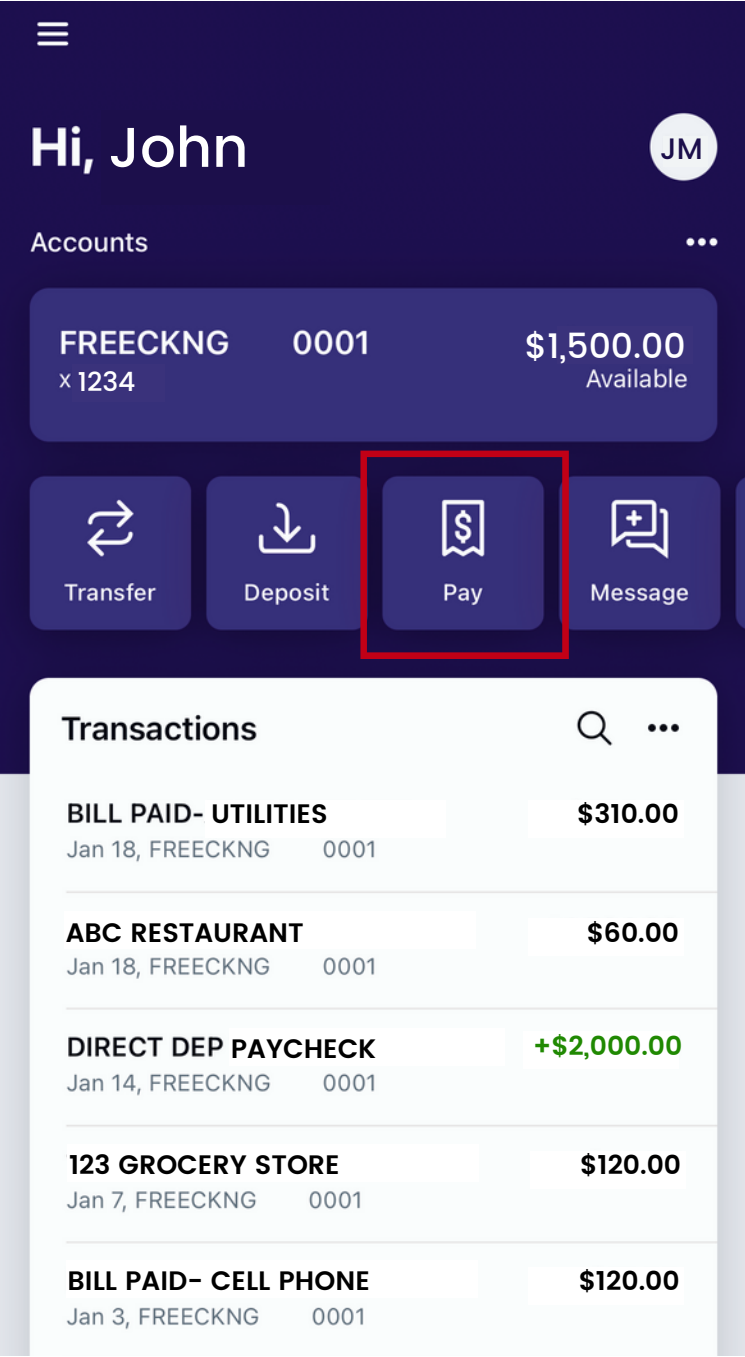 Hi, John
JM
Accounts
FREECKNG 0001 $1,500.00
x 1234 Available
Transfer Deposit Pay Message
Transactions
BILL PAID- UTILITIES $310.00
Jan 18, FREECKNG 0001
ABC RESTAURANT $60.00
Jan 18, FREECKNG 0001
DIRECT DEP PAYCHECK +$2,000.00
Jan 14, FREECKNG 0001
123 GROCERY STORE $120.00
Jan 7, FREECKNG 0001
BILL PAID- CELL PHONE $120.00
Jan 3, FREECKNG 0001